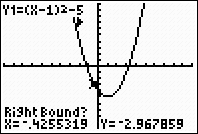 Y1=(X-1)²-5
RightBound?
X=-.4255319 Y=-2.967859